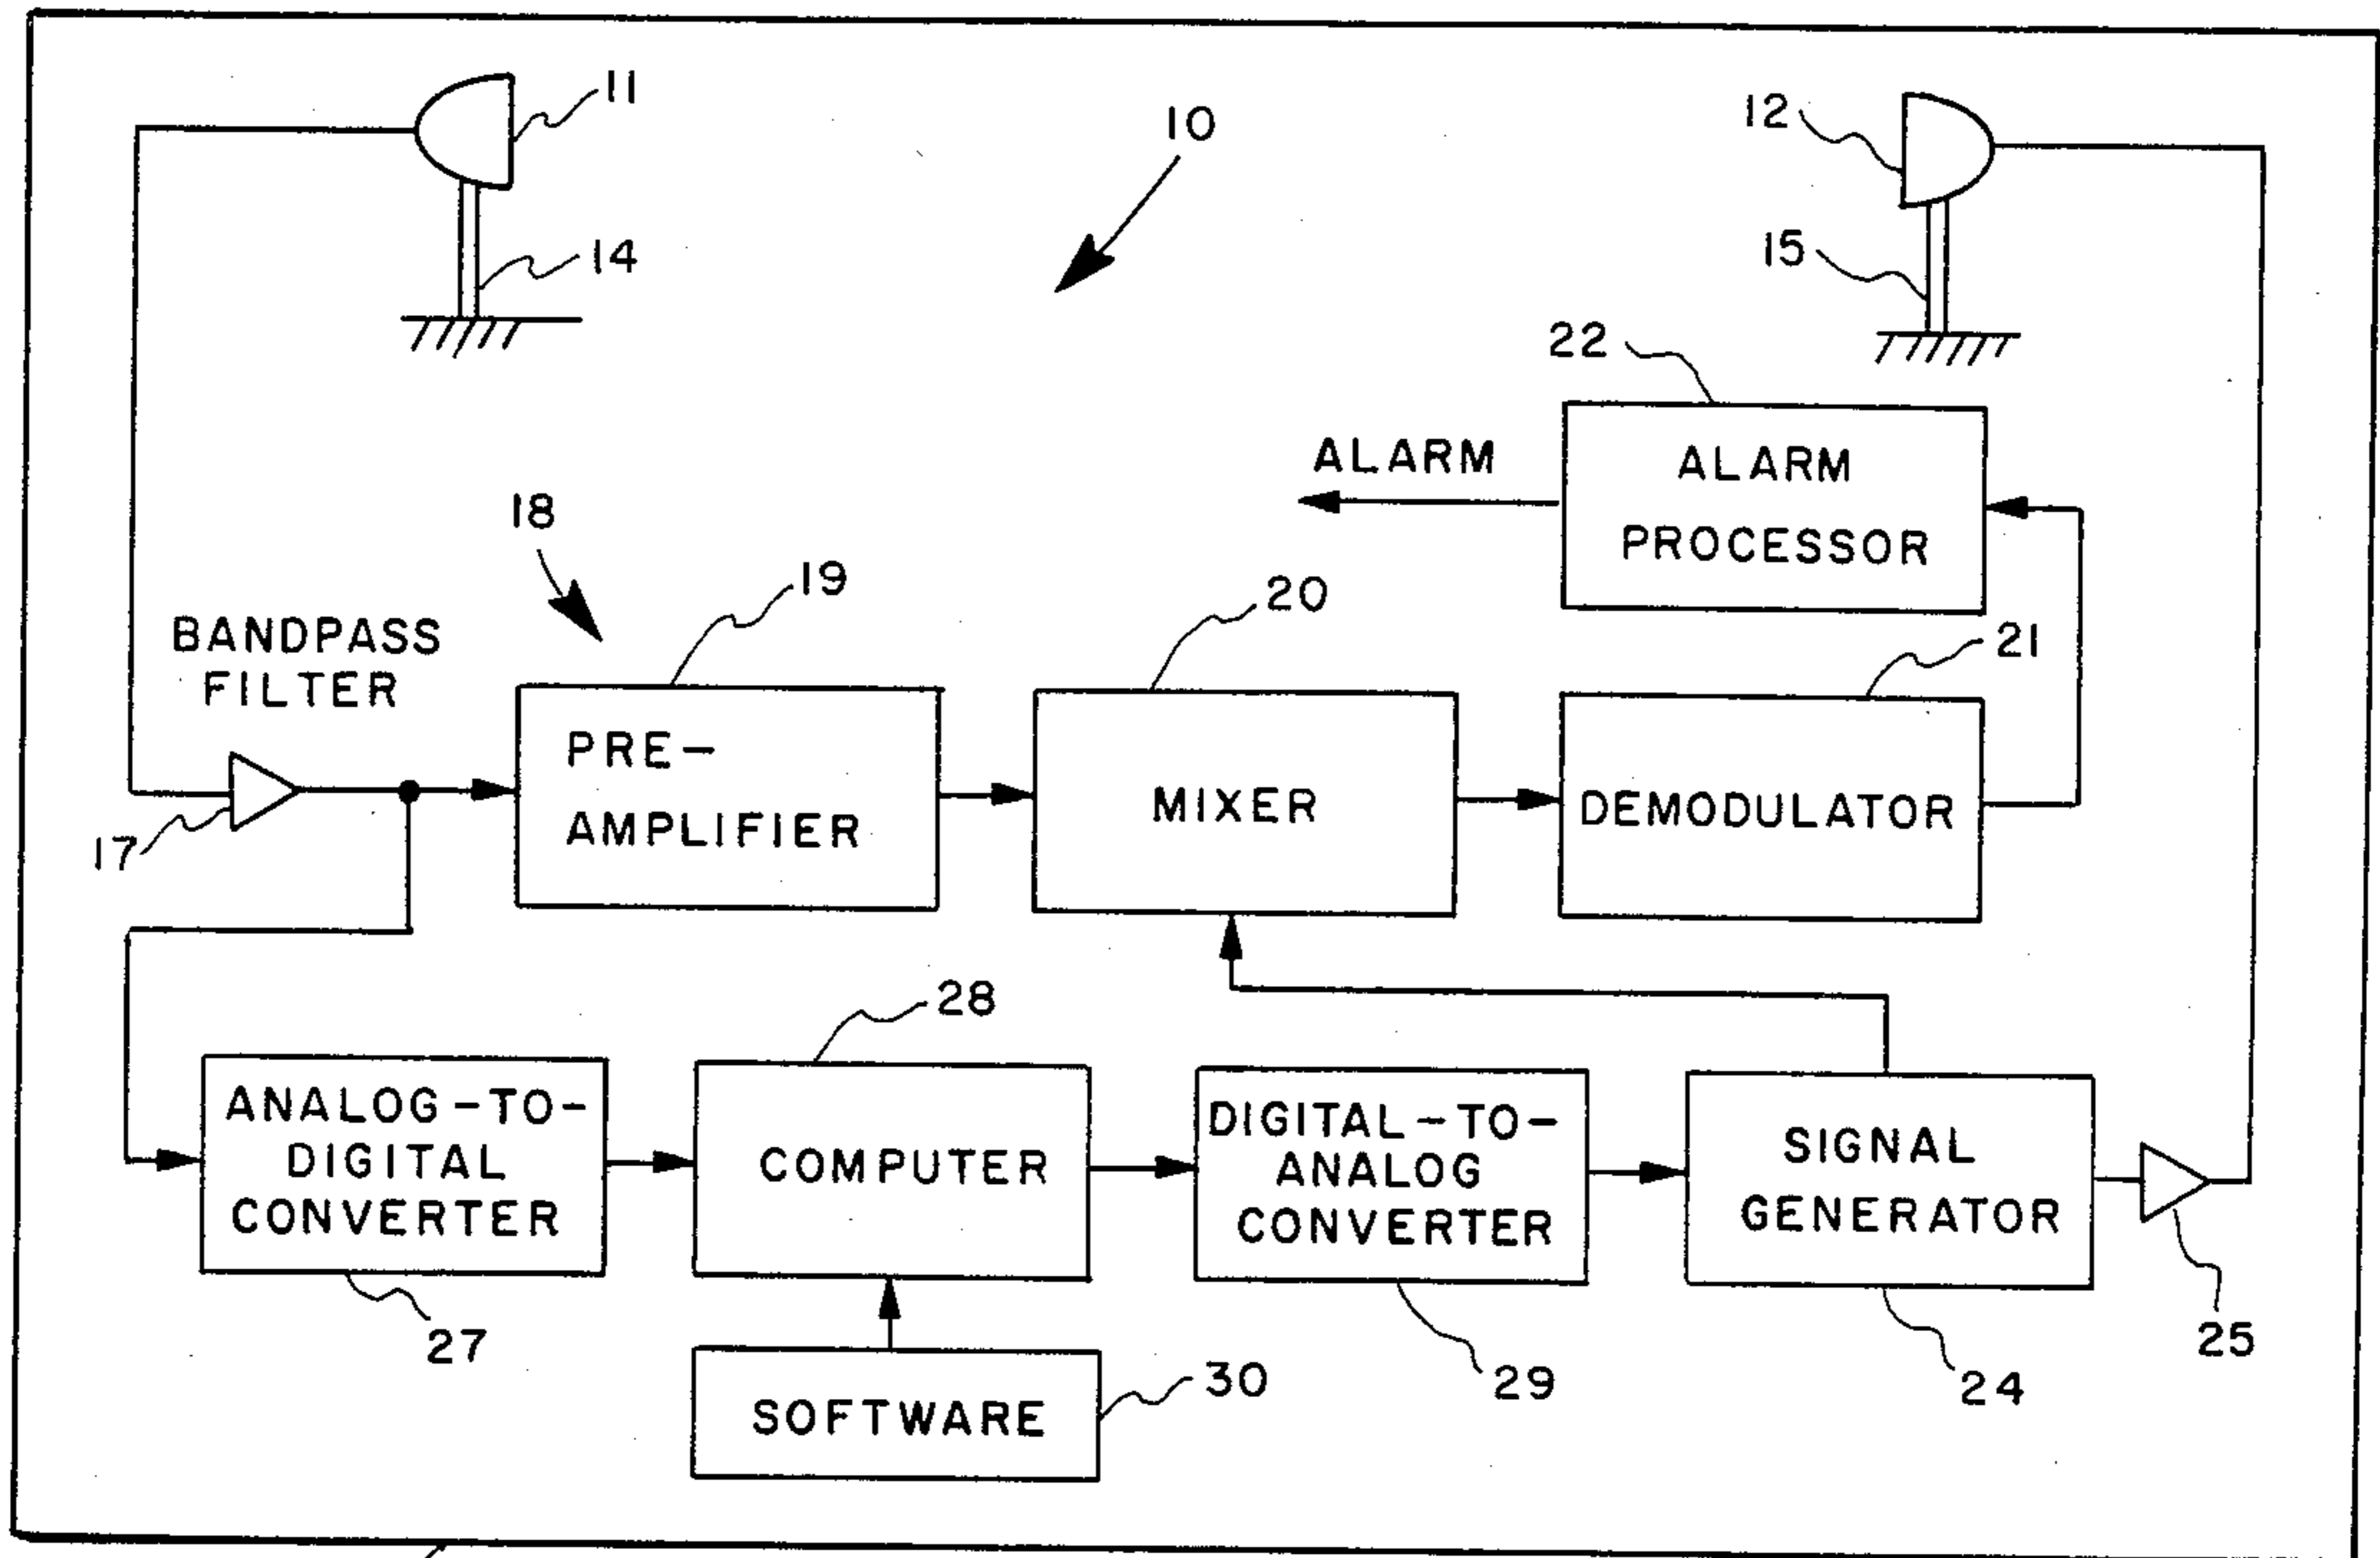 11
10
12
14
15
22
ALARM
ALARM
PROCESSOR
18
19
20
BANDPASS
FILTER
21
PRE-
AMPLIFIER
MIXER
DEMODULATOR
17
28
ANALOG-TO-
DIGITAL
CONVERTER
COMPUTER
DIGITAL-TO-
ANALOG
CONVERTER
SIGNAL
GENERATOR
27
25
SOFTWARE
30
29
24